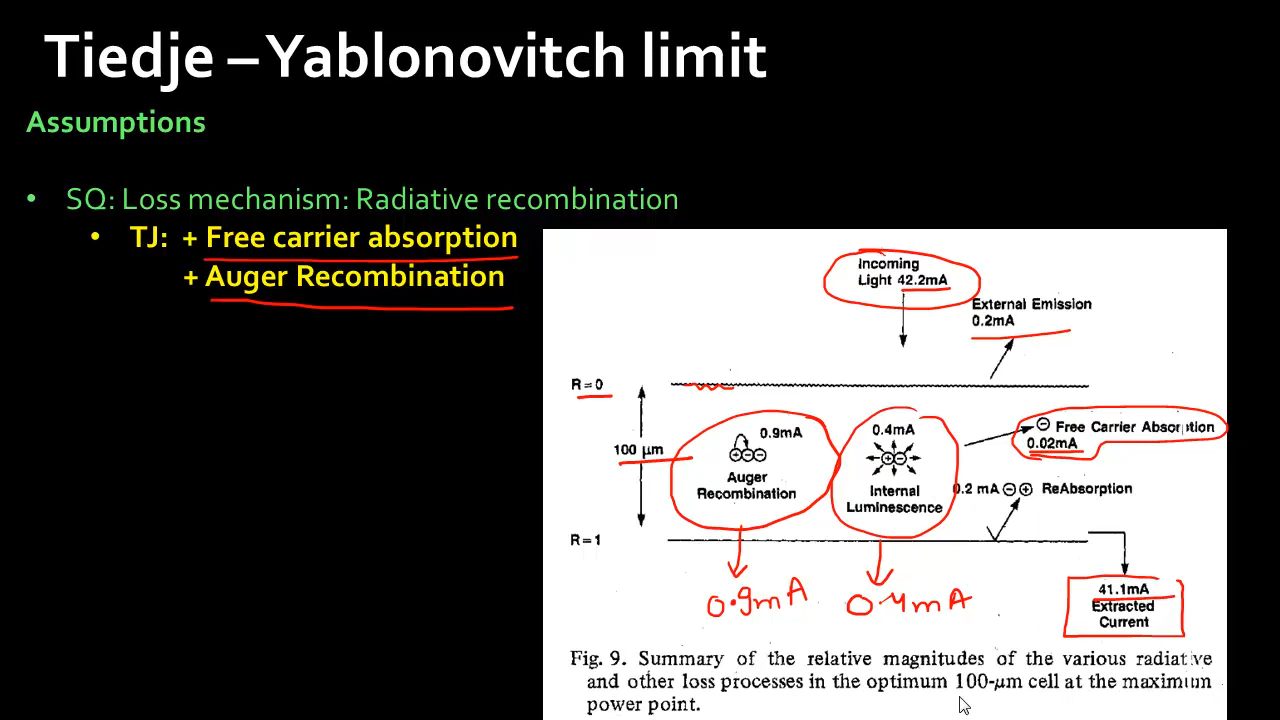 Tiedje – Yablonovitch limit
Assumptions
• SQ: Loss mechanism: Radiative recombination
• TJ: + Free carrier absorption
+ Auger Recombination
Incoming
Light 42.2mA
External Emission
0.2mA
R=0
100 μm
0.9mA
Auger
Recombination
0.4mA
Internal
Luminescence
Free Carrier Absorption
0.02mA
0.2 mA ReAbsorption
R=1
0.9mA
0.4mA
41.1mA
Extracted
Current
Fig. 9. Summary of the relative magnitudes of the various radiative
and other loss processes in the optimum 100-μm cell at the maximum
power point.